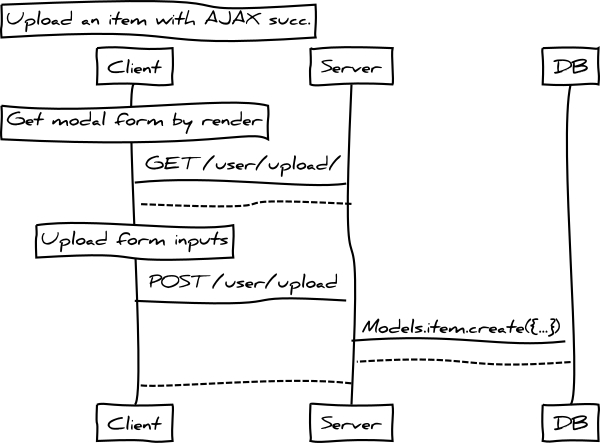 Upload an item with AJAX succ.
Client Server DB
Get modal form by render
GET /user/upload/
Upload form inputs
POST /user/upload
Models.item.create({...})
Client Server DB